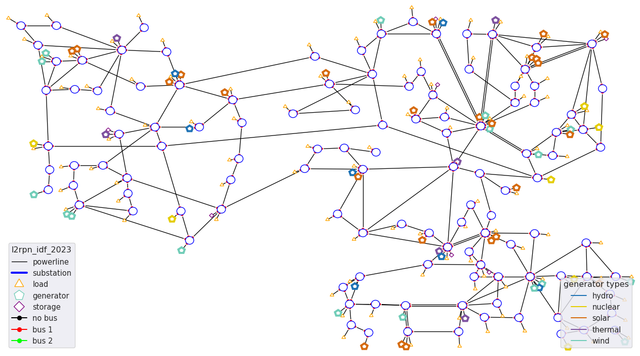 l2rpn_idf_2023
powerline
substation
load
generator
storage
no bus
bus 1
bus 2
generator types
hydro
nuclear
solar
thermal
wind